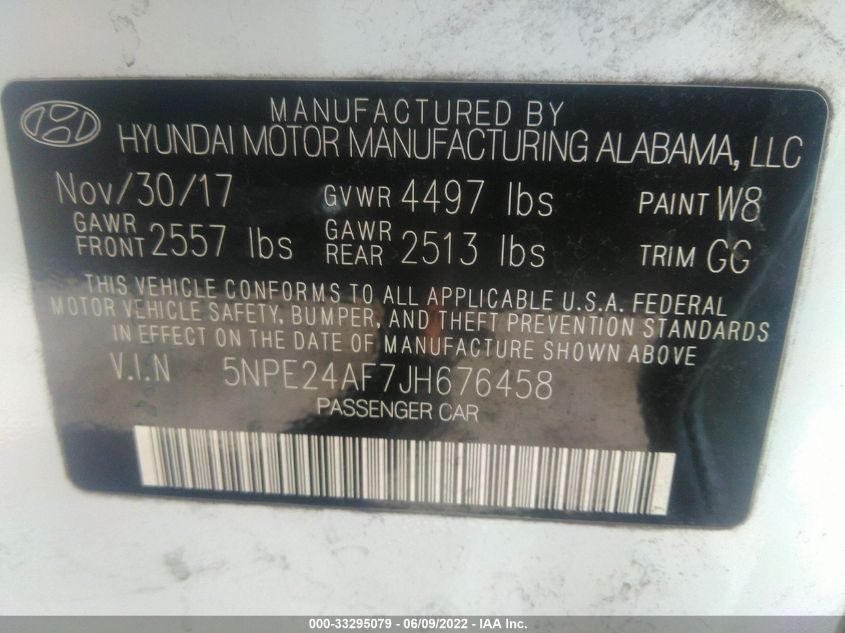 MANUFACTURED BY
HYUNDAI MOTOR MANUFACTURING ALABAMA, LLC
Nov/30/17 GVWR 4497 lbs PAINT W8
GAWR FRONT 2557 lbs GAWR REAR 2513 lbs TRIM GG
THIS VEHICLE CONFORMS TO ALL APPLICABLE U.S.A. FEDERAL
MOTOR VEHICLE SAFETY, BUMPER, AND THEFT PREVENTION STANDARDS
IN EFFECT ON THE DATE OF MANUFACTURE SHOWN ABOVE
V.I.N 5NPE24AF7JH676458
PASSENGER CAR
000-33295079 - 06/09/2022 - IAA Inc.